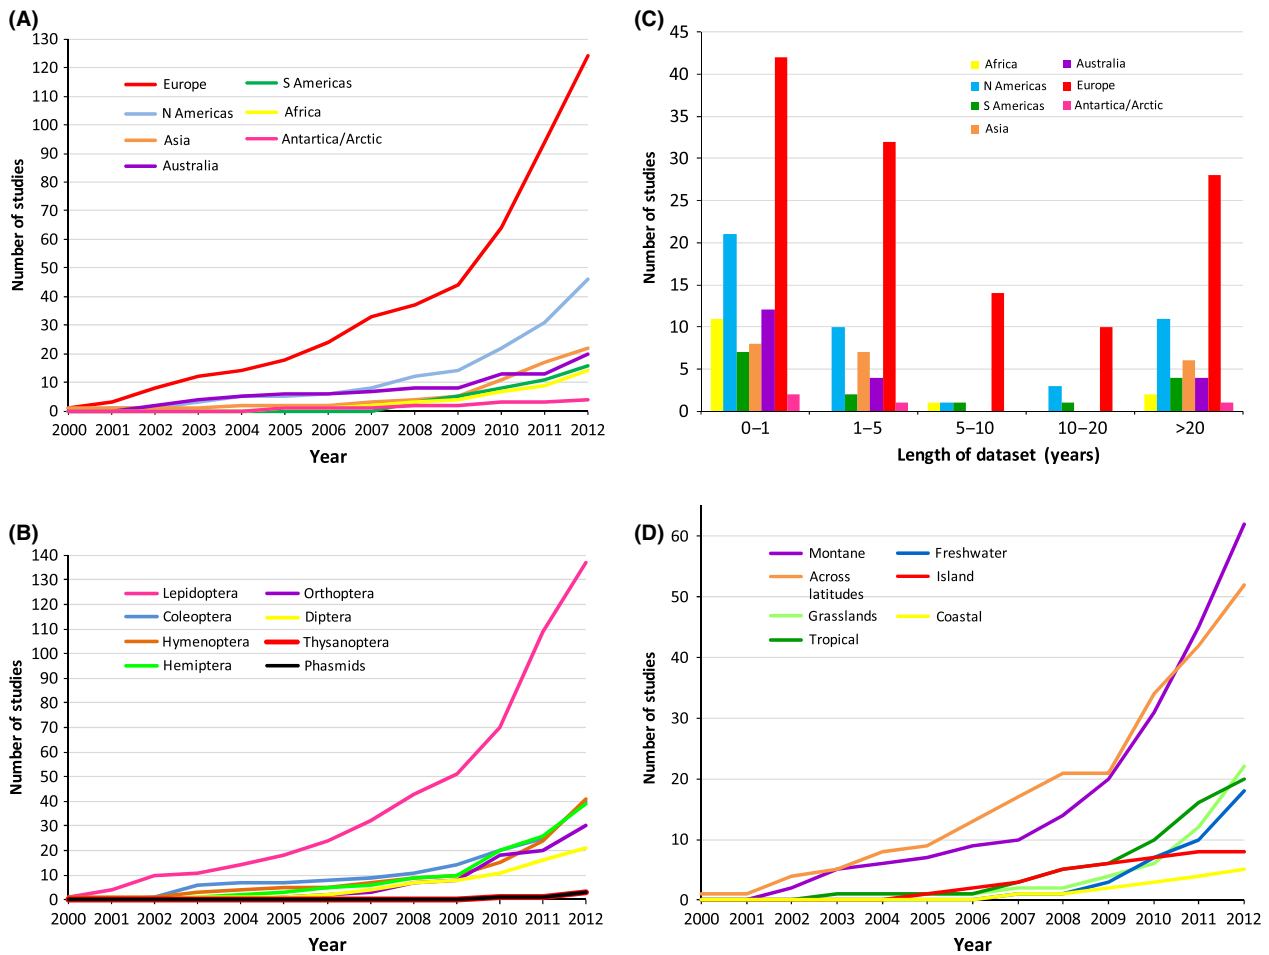 (A)
130
120
110
100
90
80
70
60
50
40
30
20
10
0
Number of studies
Europe
N Americas
Asia
Australia
S Americas
Africa
Antartica/Arctic
2000 2001 2002 2003 2004 2005 2006 2007 2008 2009 2010 2011 2012
Year
(C)
45
40
35
30
25
20
15
10
5
0
Number of studies
Africa
N Americas
S Americas
Asia
Australia
Europe
Antartica/Arctic
0–1 1–5 5–10 10–20 >20
Length of dataset (years)
(B)
140
130
120
110
100
90
80
70
60
50
40
30
20
10
0
Number of studies
Lepidoptera
Coleoptera
Hymenoptera
Hemiptera
Orthoptera
Diptera
Thysanoptera
Phasmids
2000 2001 2002 2003 2004 2005 2006 2007 2008 2009 2010 2011 2012
Year
(D)
60
50
40
30
20
10
0
Number of studies
Montane
Across
latitudes
Grasslands
Tropical
Freshwater
Island
Coastal
2000 2001 2002 2003 2004 2005 2006 2007 2008 2009 2010 2011 2012
Year